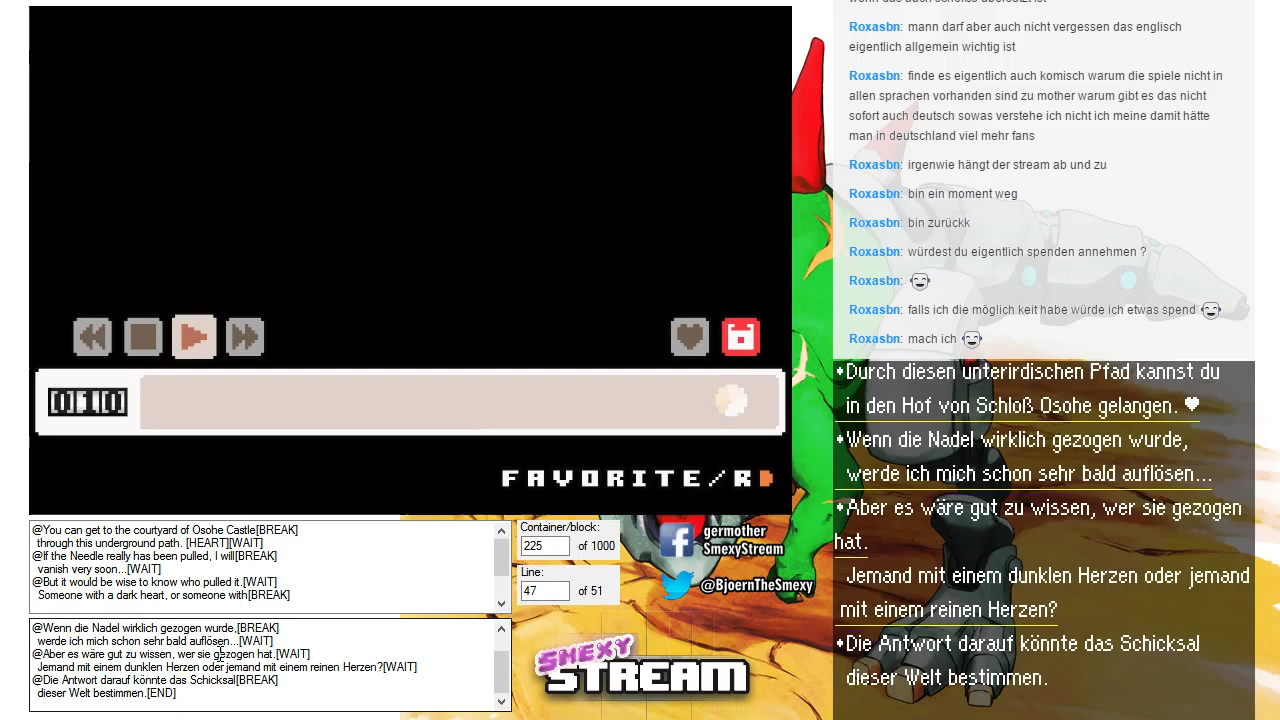 wenn das auch scheiße übersetzt ist
Roxasbn: mann darf aber auch nicht vergessen das englisch
eigentlich allgemein wichtig ist
Roxasbn: finde es eigentlich auch komisch warum die spiele nicht in
allen sprachen vorhanden sind zu mother warum gibt es das nicht
sofort auch deutsch sowas verstehe ich nicht ich meine damit hätte
man in deutschland viel mehr fans
Roxasbn: irgenwie hängt der stream ab und zu
Roxasbn: bin ein moment weg
Roxasbn: bin zurückk
Roxasbn: würdest du eigentlich spenden annehmen ?
Roxasbn:
Roxasbn: falls ich die möglich keit habe würde ich etwas spend
Roxasbn: mach ich
010
FAVORITE/R
@You can get to the courtyard of Osohe Castle[BREAK]
through this underground path. [HEART][WAIT]
@If the Needle really has been pulled, I will[BREAK]
vanish very soon...[WAIT]
@But it would be wise to know who pulled it.[WAIT]
Someone with a dark heart, or someone with[BREAK]
@Wenn die Nadel wirklich gezogen wurde,[BREAK]
werde ich mich schon sehr bald auflösen...[WAIT]
@Aber es wäre gut zu wissen, wer sie gezogen hat.[WAIT]
Jemand mit einem dunklen Herzen oder jemand mit einem reinen Herzen?[WAIT]
@Die Antwort darauf könnte das Schicksal[BREAK]
dieser Welt bestimmen.[END]
Container/block:
225 of 1000
Line:
47 of 51
germother
SmexyStream
@BjoernTheSmexy
SMEXY
STREAM
•Durch diesen unterirdischen Pfad kannst du
in den Hof von Schloß Osohe gelangen. ♥
•Wenn die Nadel wirklich gezogen wurde,
werde ich mich schon sehr bald auflösen...
•Aber es wäre gut zu wissen, wer sie gezogen
hat.
Jemand mit einem dunklen Herzen oder jemand
mit einem reinen Herzen?
•Die Antwort darauf könnte das Schicksal
dieser Welt bestimmen.